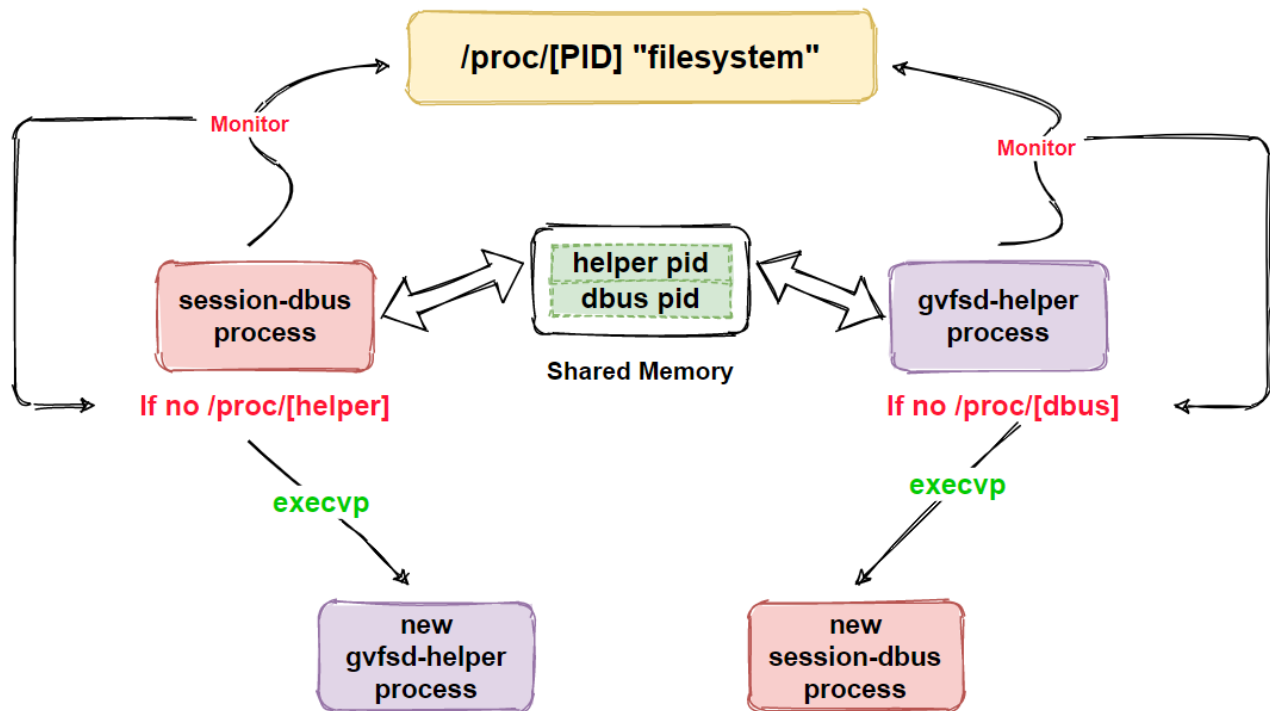 /proc/[PID] "filesystem"
Monitor
Monitor
helper pid
dbus pid
session-dbus
process
gvfsd-helper
process
Shared Memory
If no /proc/[helper]
If no /proc/[dbus]
execvp
execvp
new
gvfsd-helper
process
new
session-dbus
process